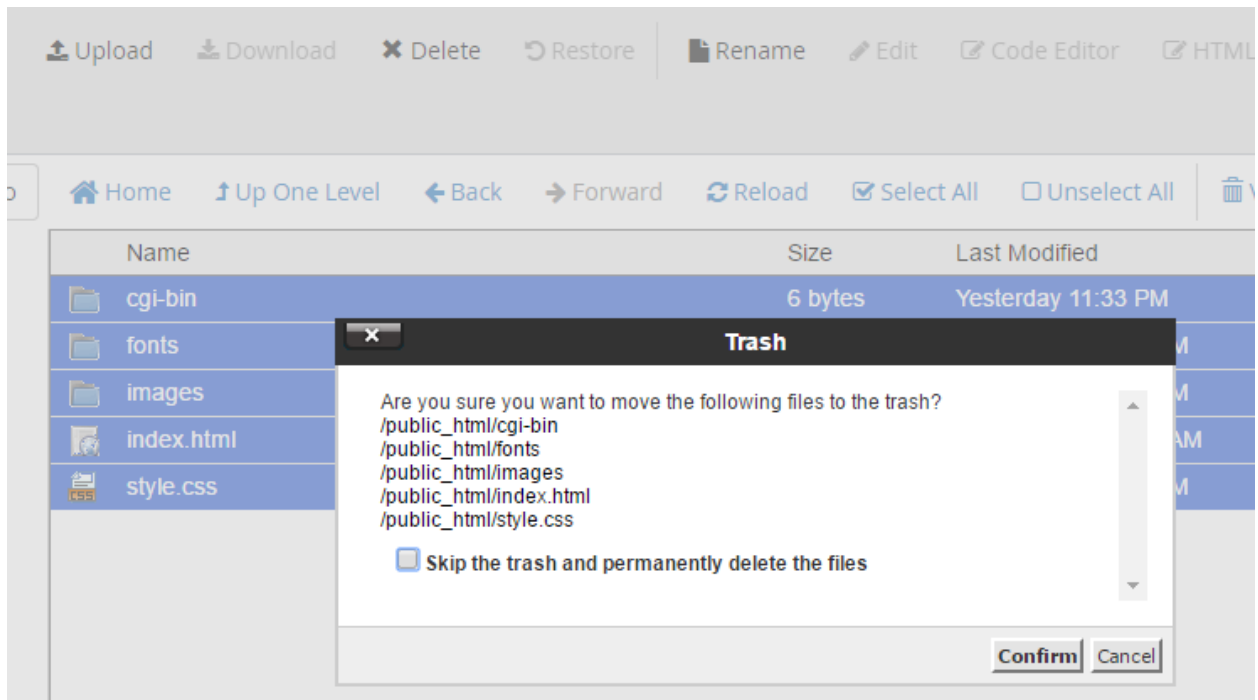 Upload Download Delete Restore Rename Edit Code Editor HTML
Home Up One Level Back Forward Reload Select All Unselect All
Name Size Last Modified
cgi-bin 6 bytes Yesterday 11:33 PM
fonts
images
index.html AM
style.css
Trash
Are you sure you want to move the following files to the trash?
/public_html/cgi-bin
/public_html/fonts
/public_html/images
/public_html/index.html
/public_html/style.css
Skip the trash and permanently delete the files
Confirm Cancel